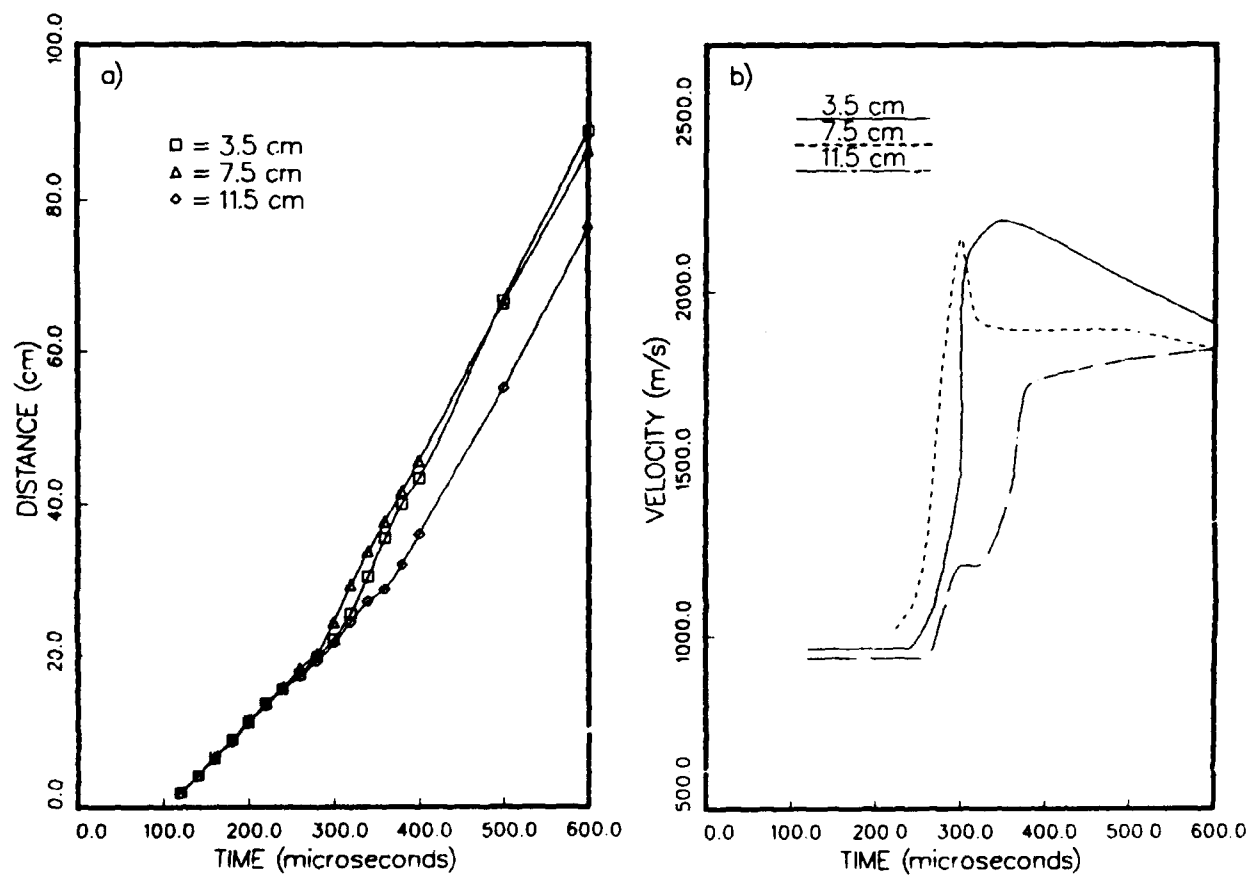 a)
□ = 3.5 cm
△ = 7.5 cm
◇ = 11.5 cm
100.0
80.0
60.0
40.0
20.0
0.0
DISTANCE (cm)
0.0 100.0 200.0 300.0 400.0 500.0 600.0
TIME (microseconds)
b)
3.5 cm
7.5 cm
11.5 cm
2500.0
2000.0
1500.0
1000.0
500.0
VELOCITY (m/s)
0.0 100.0 200.0 300.0 400.0 500.0 600.0
TIME (microseconds)